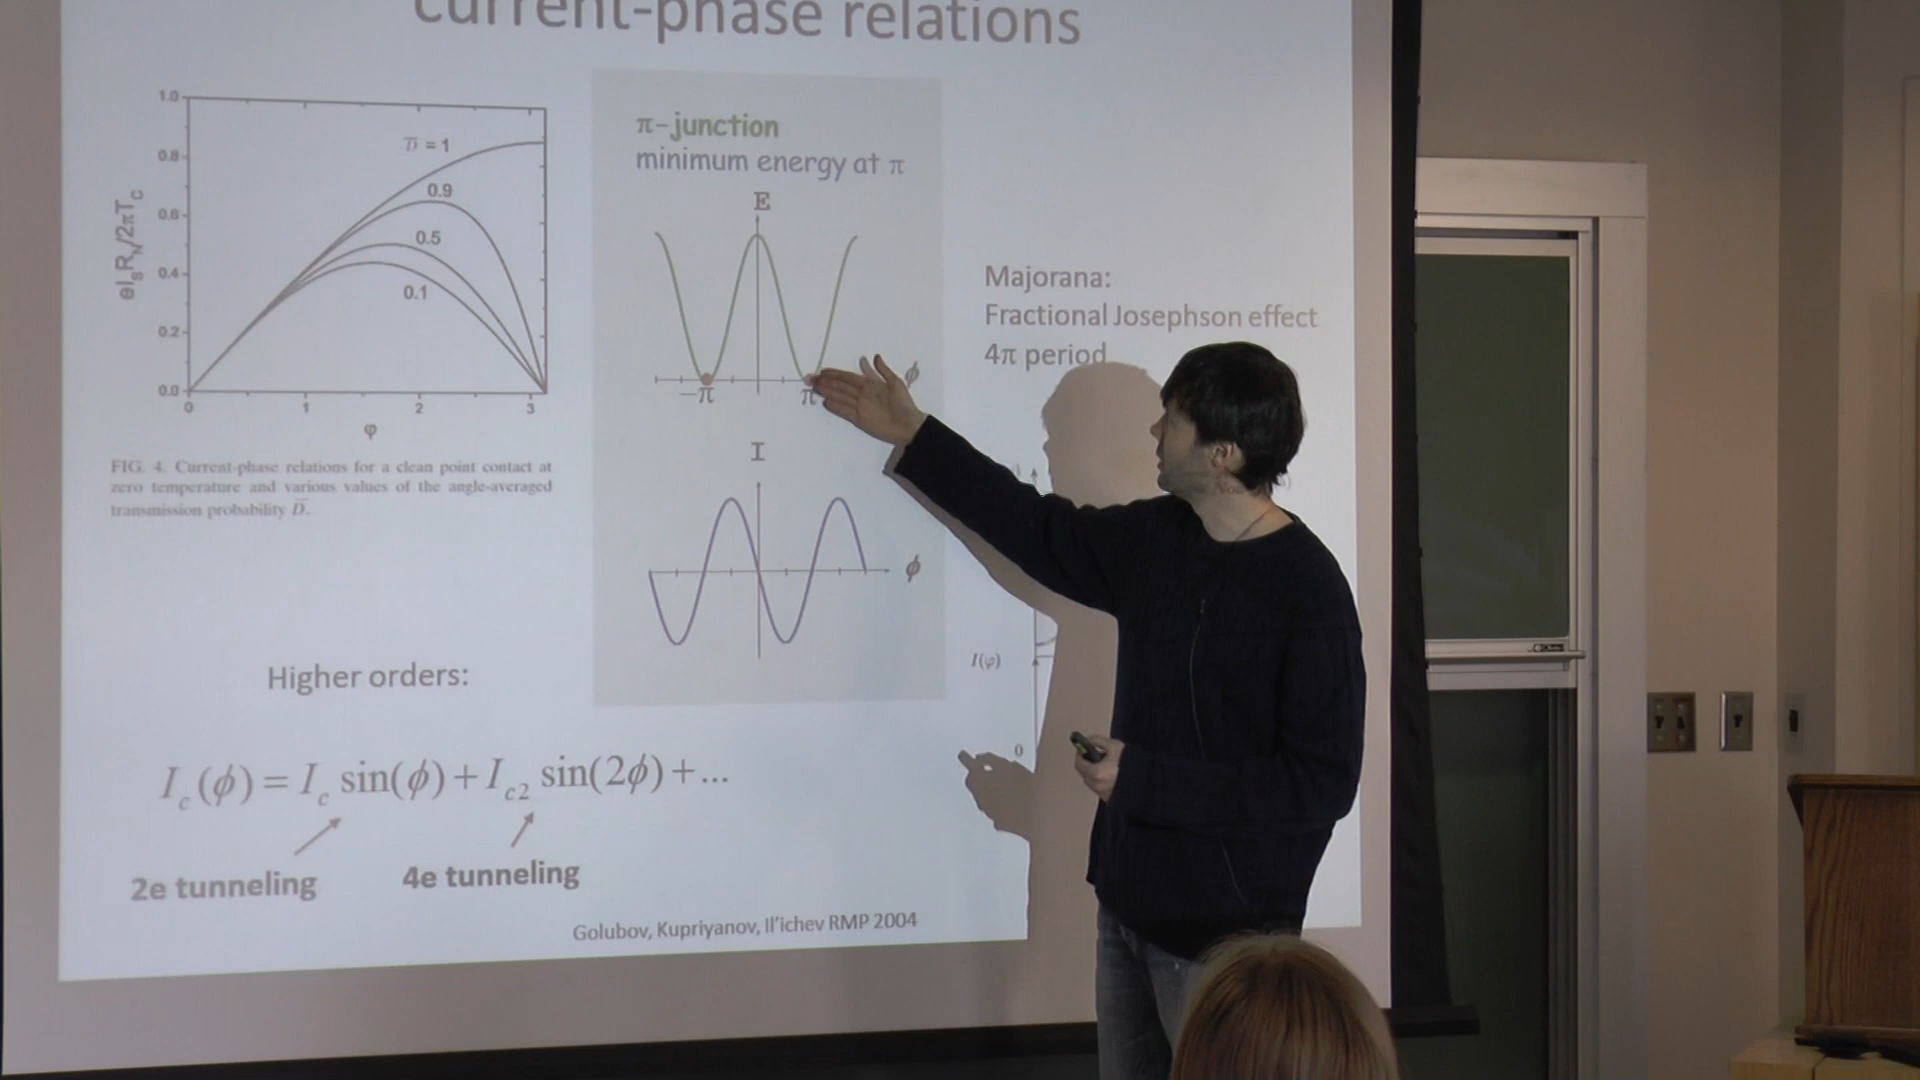 current-phase relations
1.0
0.8
0.6
0.4
0.2
0.0
eIsRN/2πTC
D̅ = 1
0.9
0.5
0.1
0
1
2
3
φ
FIG. 4. Current-phase relations for a clean point contact at
zero temperature and various values of the angle-averaged
transmission probability D̅.
π-junction
minimum energy at π
E
−π
π
ϕ
I
ϕ
Majorana:
Fractional Josephson effect
4π period
I(φ)
0
Higher orders:
I_c(ϕ) = I_c sin(ϕ) + I_c2 sin(2ϕ) + ...
2e tunneling
4e tunneling
Golubov, Kupriyanov, Il'ichev RMP 2004